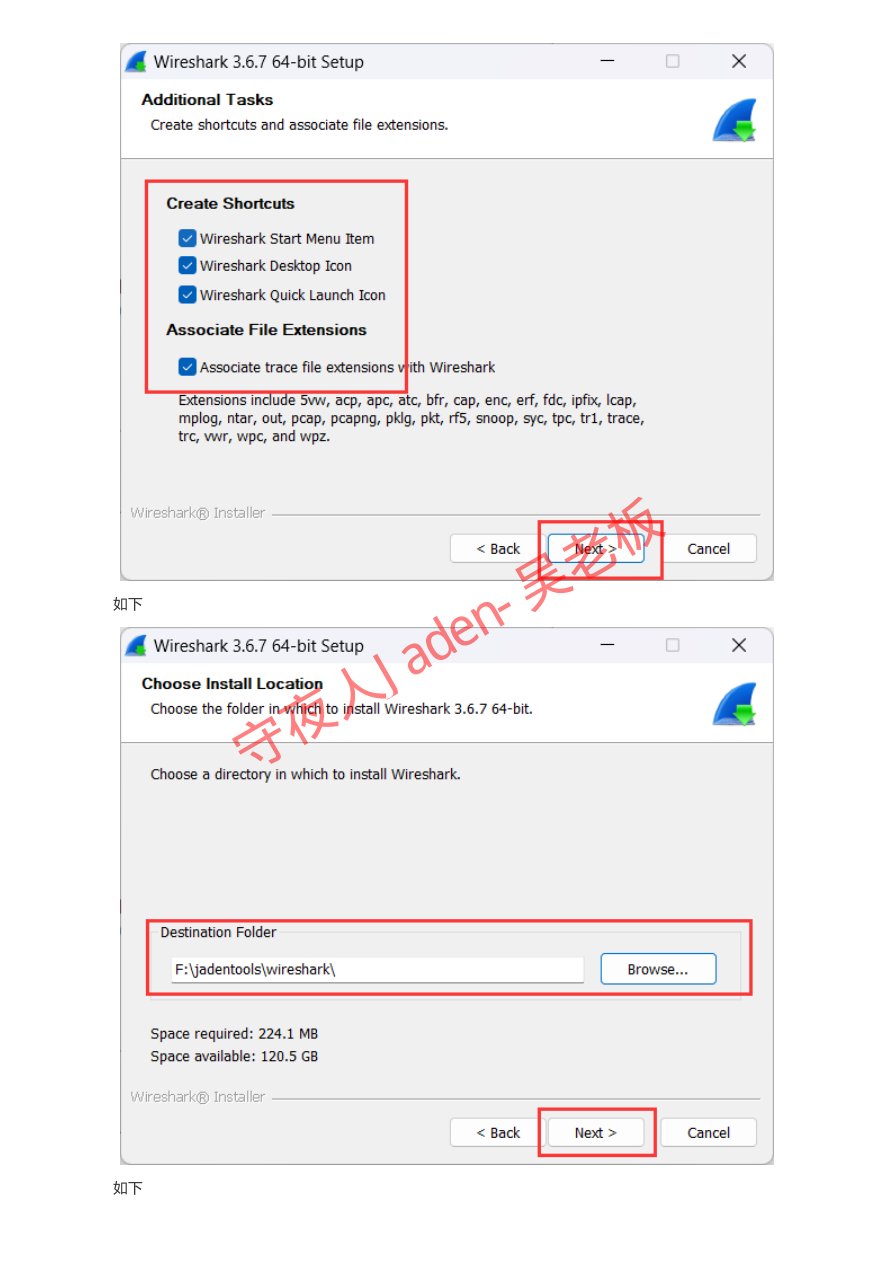 Wireshark 3.6.7 64-bit Setup
Additional Tasks
Create shortcuts and associate file extensions.
Create Shortcuts
Wireshark Start Menu Item
Wireshark Desktop Icon
Wireshark Quick Launch Icon
Associate File Extensions
Associate trace file extensions with Wireshark
Extensions include 5vw, acp, apc, atc, bfr, cap, enc, erf, fdc, ipfix, lcap,
mplog, ntar, out, pcap, pcapng, pklg, pkt, rf5, snoop, syc, tpc, tr1, trace,
trc, vwr, wpc, and wpz.
Wireshark® Installer
< Back Next > Cancel
如下
守夜人J aden- 吴老板
Wireshark 3.6.7 64-bit Setup
Choose Install Location
Choose the folder in which to install Wireshark 3.6.7 64-bit.
Choose a directory in which to install Wireshark.
Destination Folder
F:\jadentools\wireshark\ Browse...
Space required: 224.1 MB
Space available: 120.5 GB
Wireshark® Installer
< Back Next > Cancel
如下